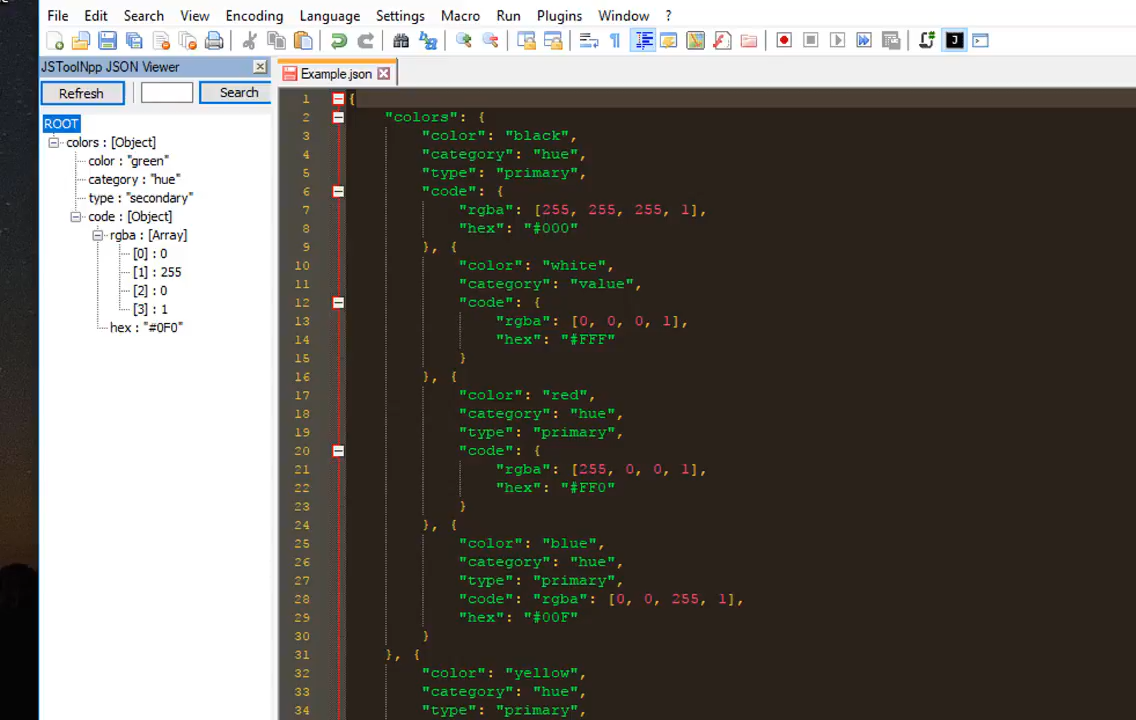 File Edit Search View Encoding Language Settings Macro Run Plugins Window ?
JSToolNpp JSON Viewer
Refresh Search
ROOT
colors : [Object]
color : "green"
category : "hue"
type : "secondary"
code : [Object]
rgba : [Array]
[0] : 0
[1] : 255
[2] : 0
[3] : 1
hex : "#0F0"
Example.json
1 {
2 "colors": {
3 "color": "black",
4 "category": "hue",
5 "type": "primary",
6 "code": {
7 "rgba": [255, 255, 255, 1],
8 "hex": "#000"
9 }, {
10 "color": "white",
11 "category": "value",
12 "code": {
13 "rgba": [0, 0, 0, 1],
14 "hex": "#FFF"
15 }
16 }, {
17 "color": "red",
18 "category": "hue",
19 "type": "primary",
20 "code": {
21 "rgba": [255, 0, 0, 1],
22 "hex": "#FF0"
23 }
24 }, {
25 "color": "blue",
26 "category": "hue",
27 "type": "primary",
28 "code": "rgba": [0, 0, 255, 1],
29 "hex": "#00F"
30 }
31 }, {
32 "color": "yellow",
33 "category": "hue",
34 "type": "primary",